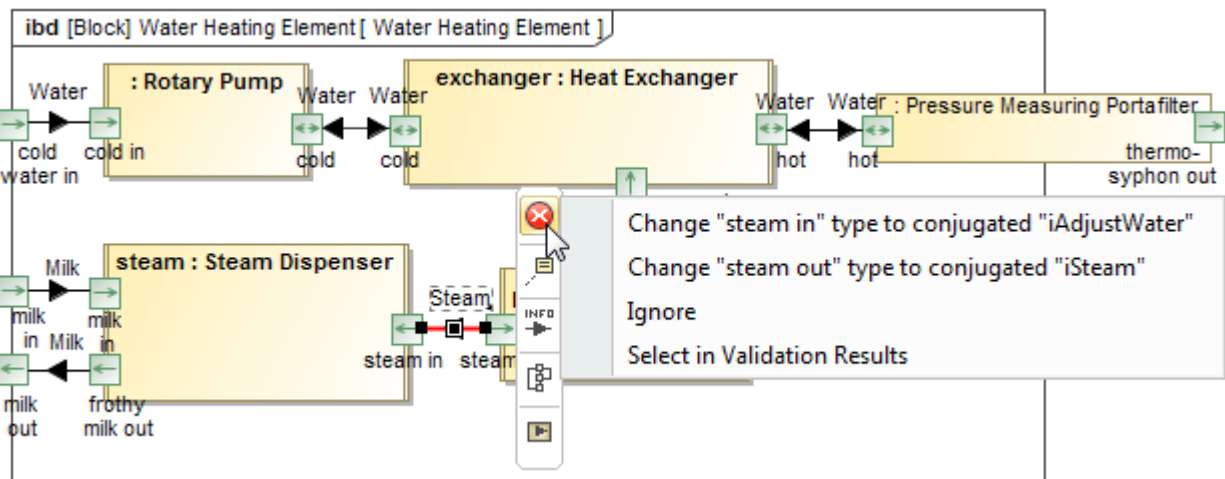 ibd [Block] Water Heating Element [ Water Heating Element ]
: Rotary Pump
exchanger : Heat Exchanger
: Pressure Measuring Portafilter
Water
Water
Water
Water
Water
cold
water in
cold in
cold
cold
hot
hot
thermo-
syphon out
Change "steam in" type to conjugated "iAdjustWater"
Change "steam out" type to conjugated "iSteam"
Ignore
Select in Validation Results
steam : Steam Dispenser
Milk
Steam
INFO
milk
in
milk
in
Milk
steam in
steam
milk
out
frothy
milk out